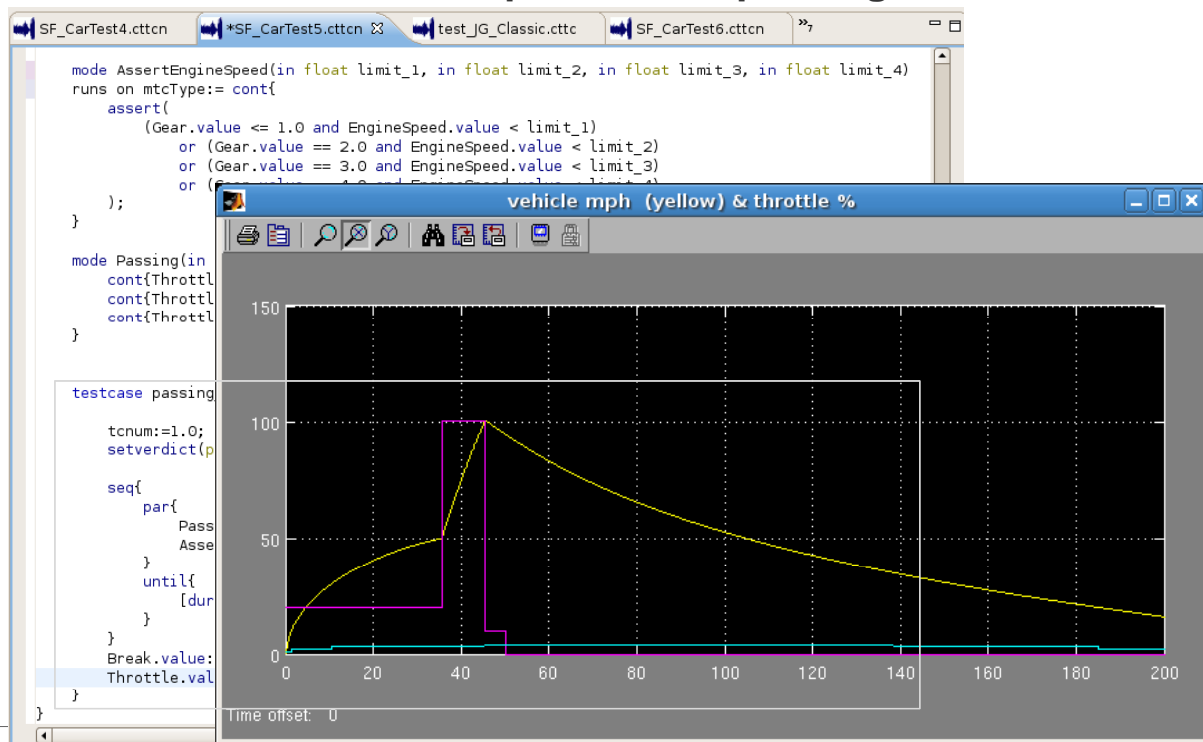 SF_CarTest4.cttcn *SF_CarTest5.cttcn test_JG_Classic.cttc SF_CarTest6.cttcn »7
mode AssertEngineSpeed(in float limit_1, in float limit_2, in float limit_3, in float limit_4)
runs on mtcType:= cont{
assert(
(Gear.value <= 1.0 and EngineSpeed.value < limit_1)
or (Gear.value == 2.0 and EngineSpeed.value < limit_2)
or (Gear.value == 3.0 and EngineSpeed.value < limit_3)
or (
);
}
vehicle mph (yellow) & throttle %
mode Passing(in
cont{Throttl
cont{Throttl
cont{Throttl
}
testcase passing
tcnum:=1.0;
setverdict(p
seq{
par{
Pass
Asse
}
until{
[dur
}
}
Break.value:
Throttle.val
}
}
150
100
50
0
0 20 40 60 80 100 120 140 160 180 200
Time offset: 0